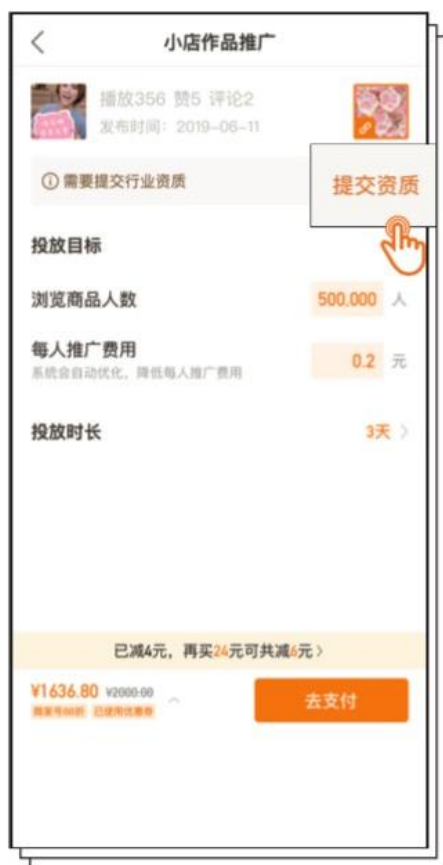 小店作品推广
播放356 赞5 评论2
发布时间：2019-06-11
需要提交行业资质
提交资质
投放目标
浏览商品人数 500.000 人
每人推广费用 0.2 元
系统会自动优化，降低每人推广费用
投放时长 3天
已减4元，再买24元可共减6元
¥1636.80 ¥2000.00
已使用优惠券
去支付